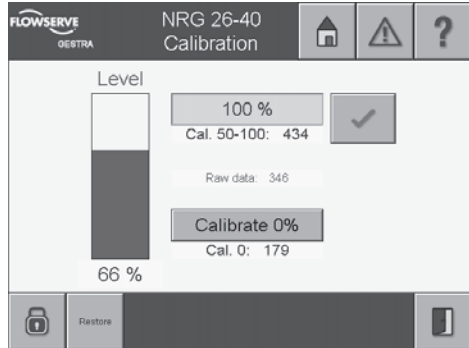 FLOWSERVE
GESTRA
NRG 26-40
Calibration
?
Level
100 %
Cal. 50-100: 434
Raw data: 346
Calibrate 0%
Cal. 0: 179
66 %
Restore